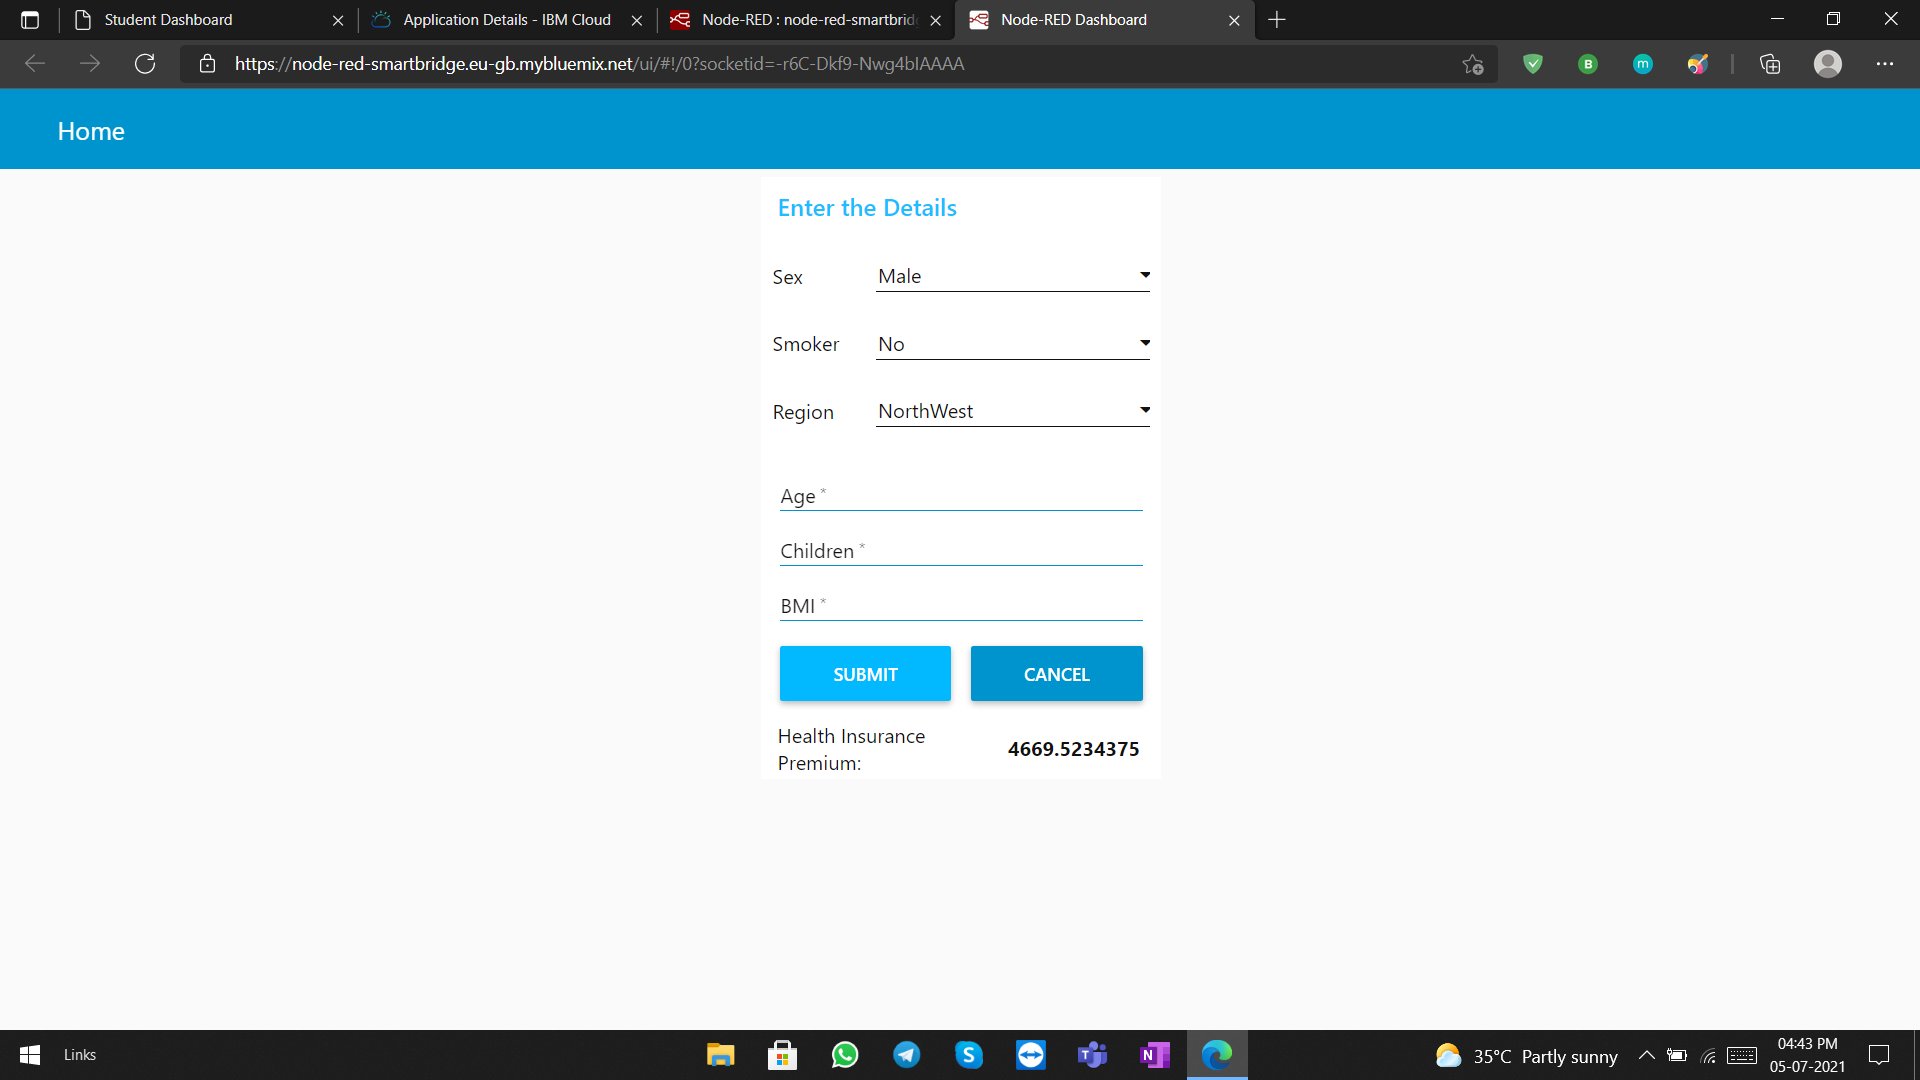 Student Dashboard
Application Details - IBM Cloud
Node-RED : node-red-smartbrid
Node-RED Dashboard
https://node-red-smartbridge.eu-gb.mybluemix.net/ui/#!/0?socketid=-r6C-Dkf9-Nwg4bIAAAA
B
m
Home
Enter the Details
Sex Male
Smoker No
Region NorthWest
Age *
Children *
BMI *
SUBMIT CANCEL
Health Insurance
Premium:
4669.5234375
Links
35°C Partly sunny
04:43 PM
05-07-2021